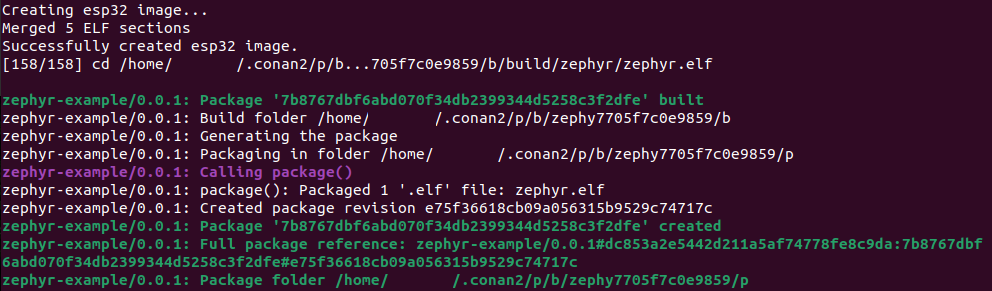 Creating esp32 image...
Merged 5 ELF sections
Successfully created esp32 image.
[158/158] cd /home/       /.conan2/p/b...705f7c0e9859/b/build/zephyr/zephyr.elf
zephyr-example/0.0.1: Package '7b8767dbf6abd070f34db2399344d5258c3f2dfe' built
zephyr-example/0.0.1: Build folder /home/       /.conan2/p/b/zephy7705f7c0e9859/b
zephyr-example/0.0.1: Generating the package
zephyr-example/0.0.1: Packaging in folder /home/       /.conan2/p/b/zephy7705f7c0e9859/p
zephyr-example/0.0.1: Calling package()
zephyr-example/0.0.1: package(): Packaged 1 '.elf' file: zephyr.elf
zephyr-example/0.0.1: Created package revision e75f36618cb09a056315b9529c74717c
zephyr-example/0.0.1: Package '7b8767dbf6abd070f34db2399344d5258c3f2dfe' created
zephyr-example/0.0.1: Full package reference: zephyr-example/0.0.1#dc853a2e5442d211a5af74778fe8c9da:7b8767dbf
6abd070f34db2399344d5258c3f2dfe#e75f36618cb09a056315b9529c74717c
zephyr-example/0.0.1: Package folder /home/       /.conan2/p/b/zephy7705f7c0e9859/p